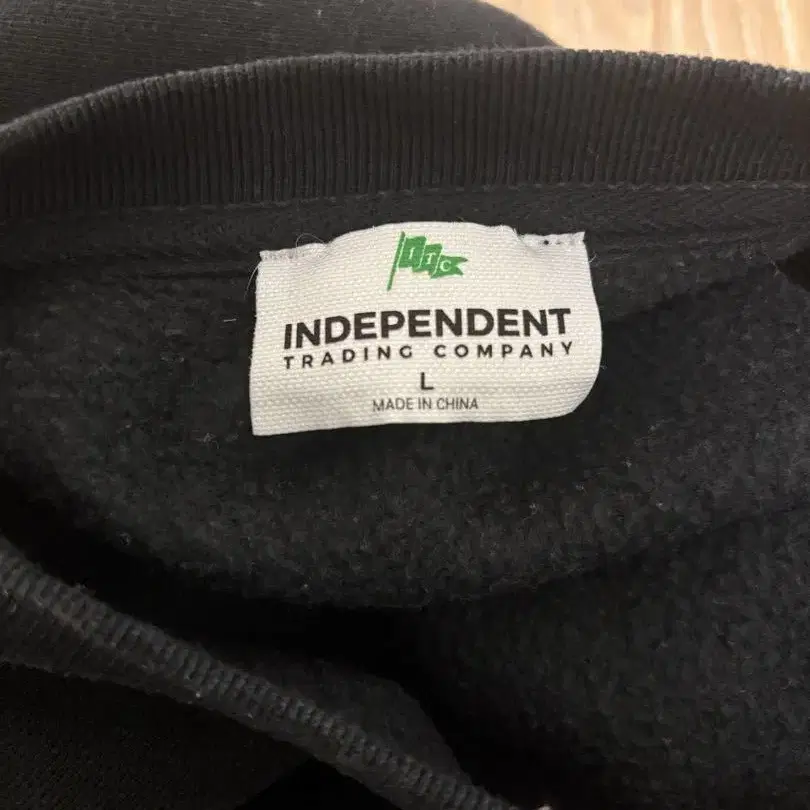 ITC
INDEPENDENT
TRADING COMPANY
L
MADE IN CHINA